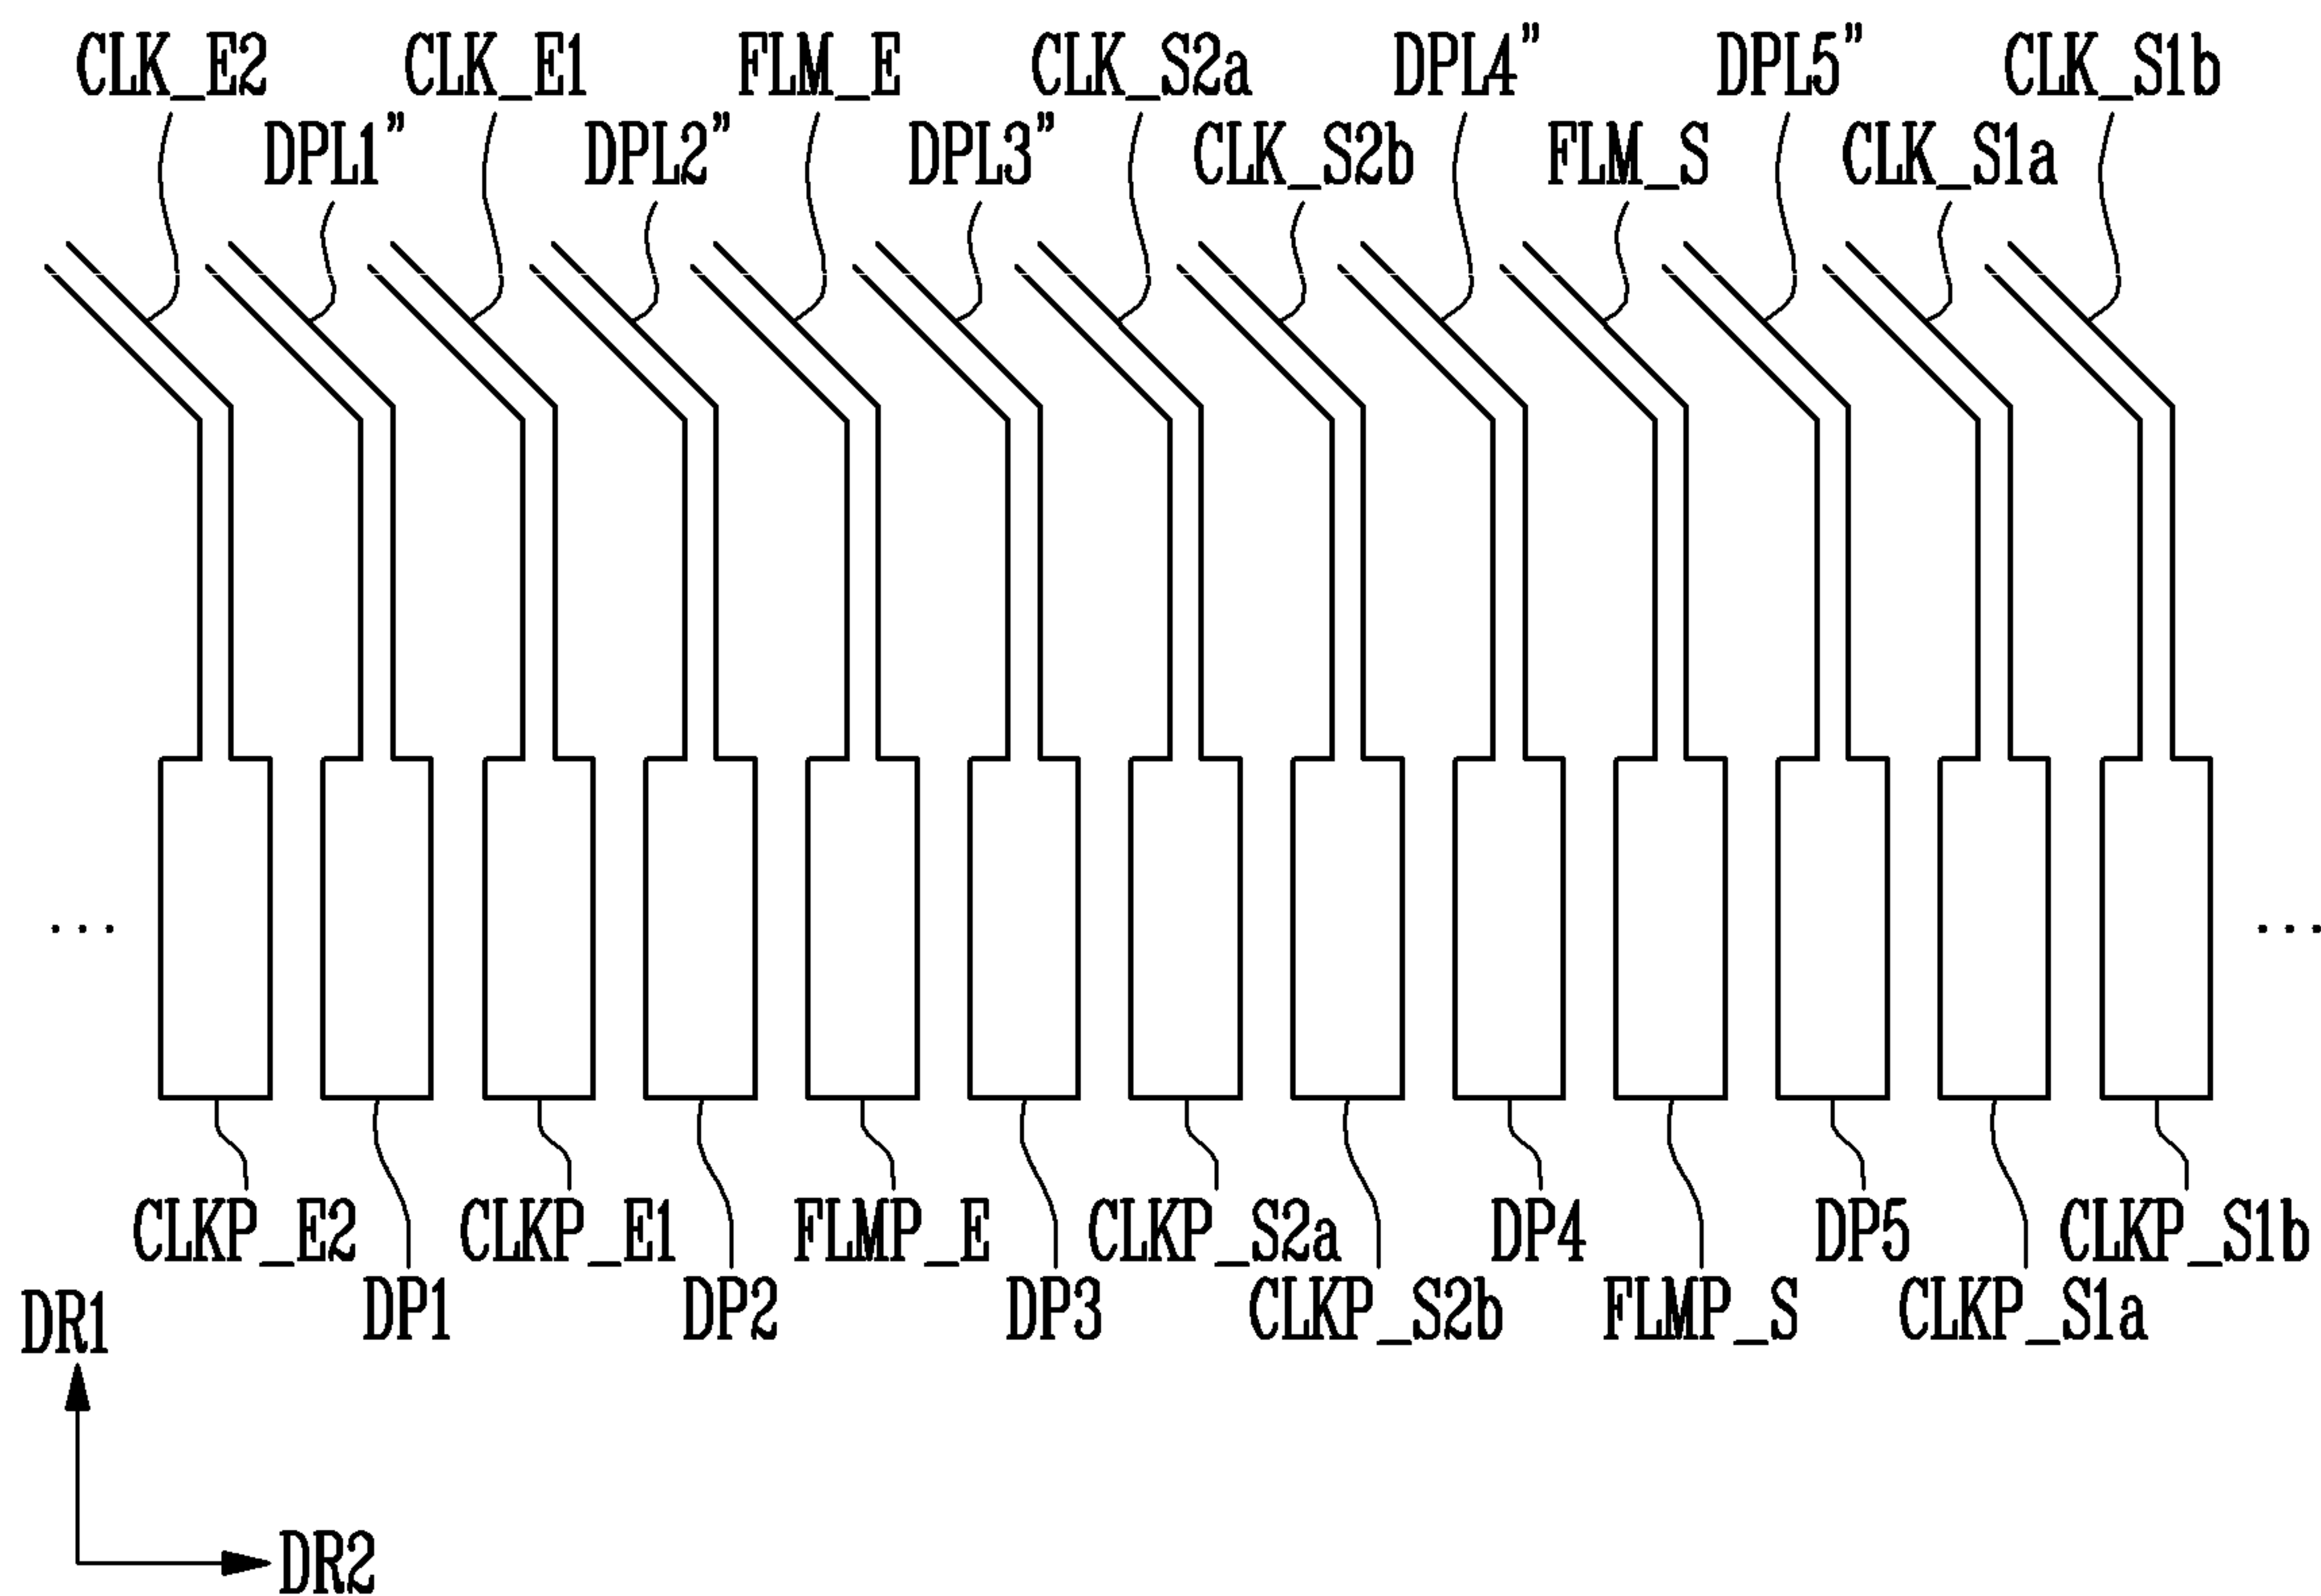 CLK_E2 CLK_E1 FLM_E CLK_S2a DPL4” DPL5” CLK_S1b
DPL1” DPL2” DPL3” CLK_S2b FLM_S CLK_S1a
... ...
CLKP_E2 CLKP_E1 FLMP_E CLKP_S2a DP4 DP5 CLKP_S1b
DP1 DP2 DP3 CLKP_S2b FLMP_S CLKP_S1a
DR1
DR2